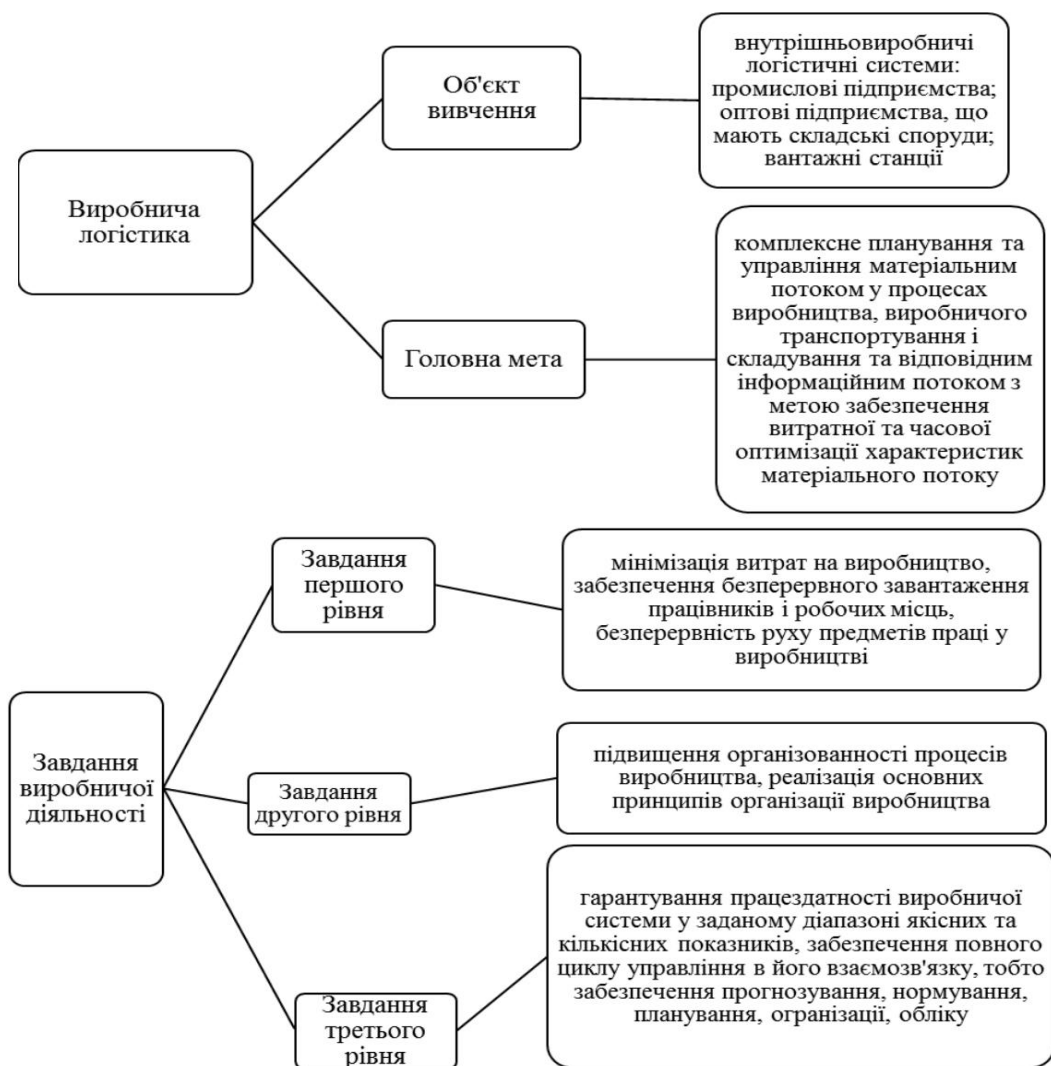 Виробнича
логістика
Об'єкт
вивчення
внутрішньовиробничі
логістичні системи:
промислові підприємства;
оптові підприємства, що
мають складські споруди;
вантажні станції
Головна мета
комплексне планування та
управління матеріальним
потоком у процесах
виробництва, виробничого
транспортування і
складування та відповідним
інформаційним потоком з
метою забезпечення
витратної та часової
оптимізації характеристик
матеріального потоку
Завдання
виробничої
діяльності
Завдання
першого
рівня
мінімізація витрат на виробництво,
забезпечення безперервного завантаження
працівників і робочих місць,
безперервність руху предметів праці у
виробництві
Завдання
другого рівня
підвищення організованності процесів
виробництва, реалізація основних
принципів організації виробництва
Завдання
третього
рівня
гарантування працездатності виробничої
системи у заданому діапазоні якісних та
кількісних показників, забезпечення повного
циклу управління в його взаємозв'язку, тобто
забезпечення прогнозування, нормування,
планування, огранізації, обліку